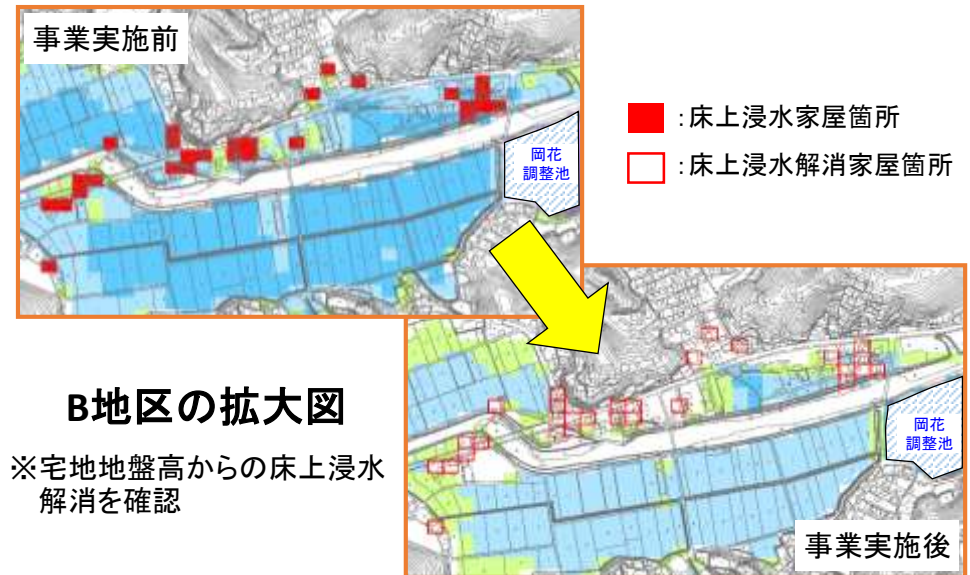 事業実施前
:床上浸水家屋箇所
:床上浸水解消家屋箇所
岡花
調整池
B地区の拡大図
※宅地地盤高からの床上浸水
解消を確認
岡花
調整池
事業実施後